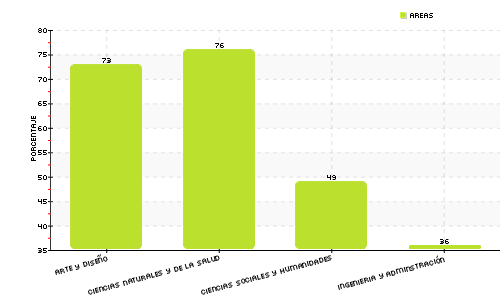 AREAS
80
75
70
65
60
55
50
45
40
35
PORCENTAJE
73
76
49
36
ARTE Y DISEÑO
CIENCIAS NATURALES Y DE LA SALUD
CIENCIAS SOCIALES Y HUMANIDADES
INGENIERIA Y ADMINSTRACIÓN